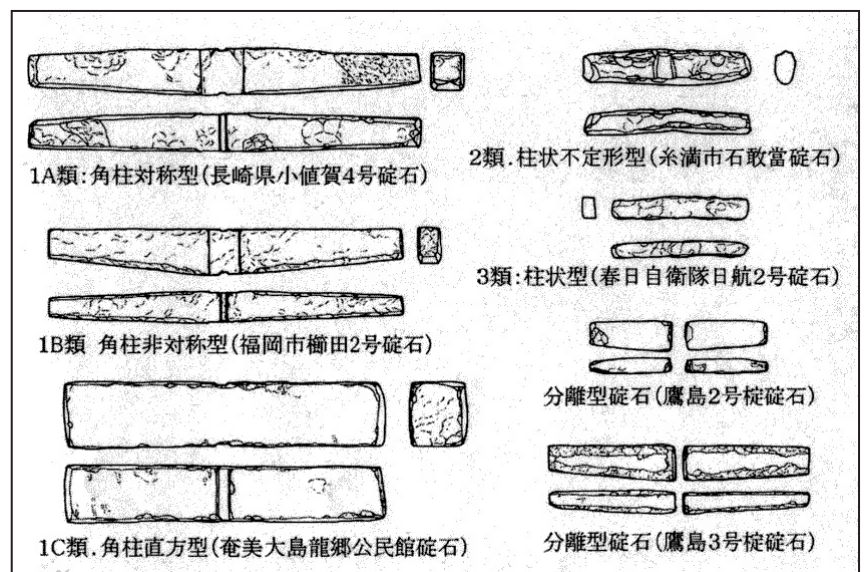 1A類:角柱対称型(長崎県小値賀4号碇石)
1B類 角柱非対称型(福岡市櫛田2号碇石)
1C類.角柱直方型(奄美大島龍郷公民館碇石)
2類.柱状不定形型(糸満市石敢當碇石)
3類:柱状型(春日自衛隊日航2号碇石)
分離型碇石(鷹島2号椗碇石)
分離型碇石(鷹島3号椗碇石)